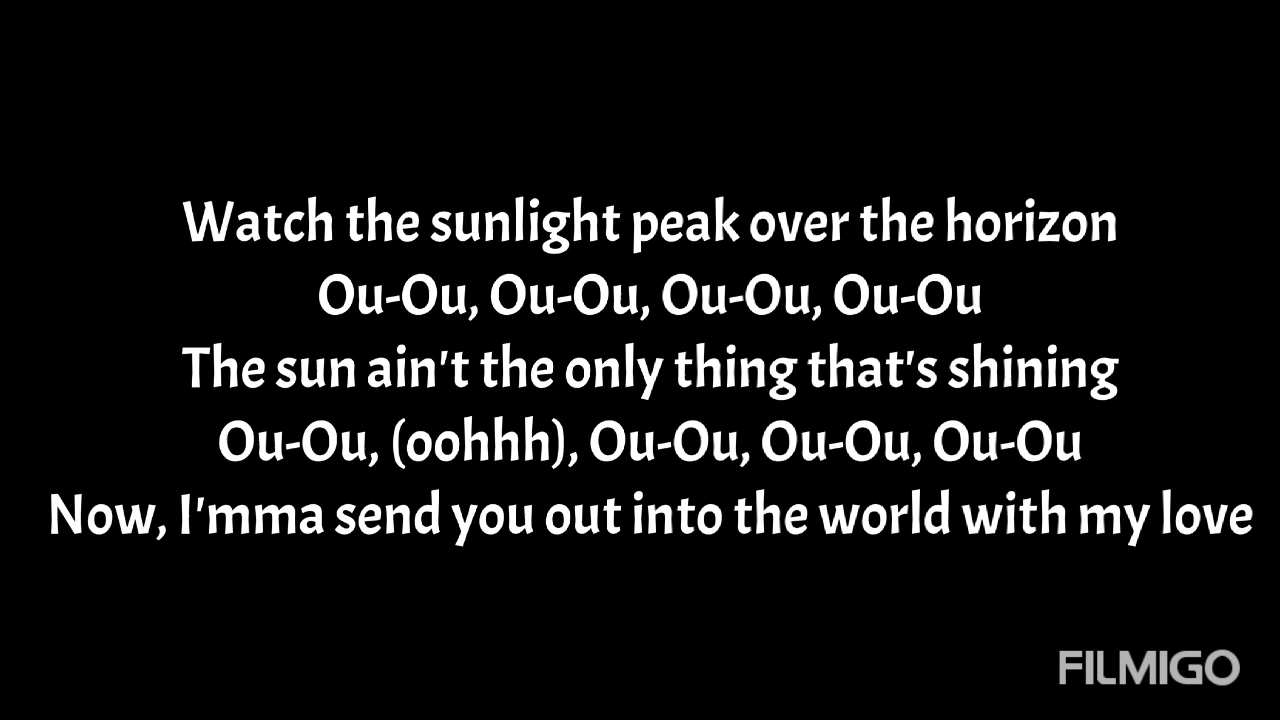 Watch the sunlight peak over the horizon
Ou-Ou, Ou-Ou, Ou-Ou, Ou-Ou
The sun ain't the only thing that's shining
Ou-Ou, (oohhh), Ou-Ou, Ou-Ou, Ou-Ou
Now, I'mma send you out into the world with my love
FILMIGO